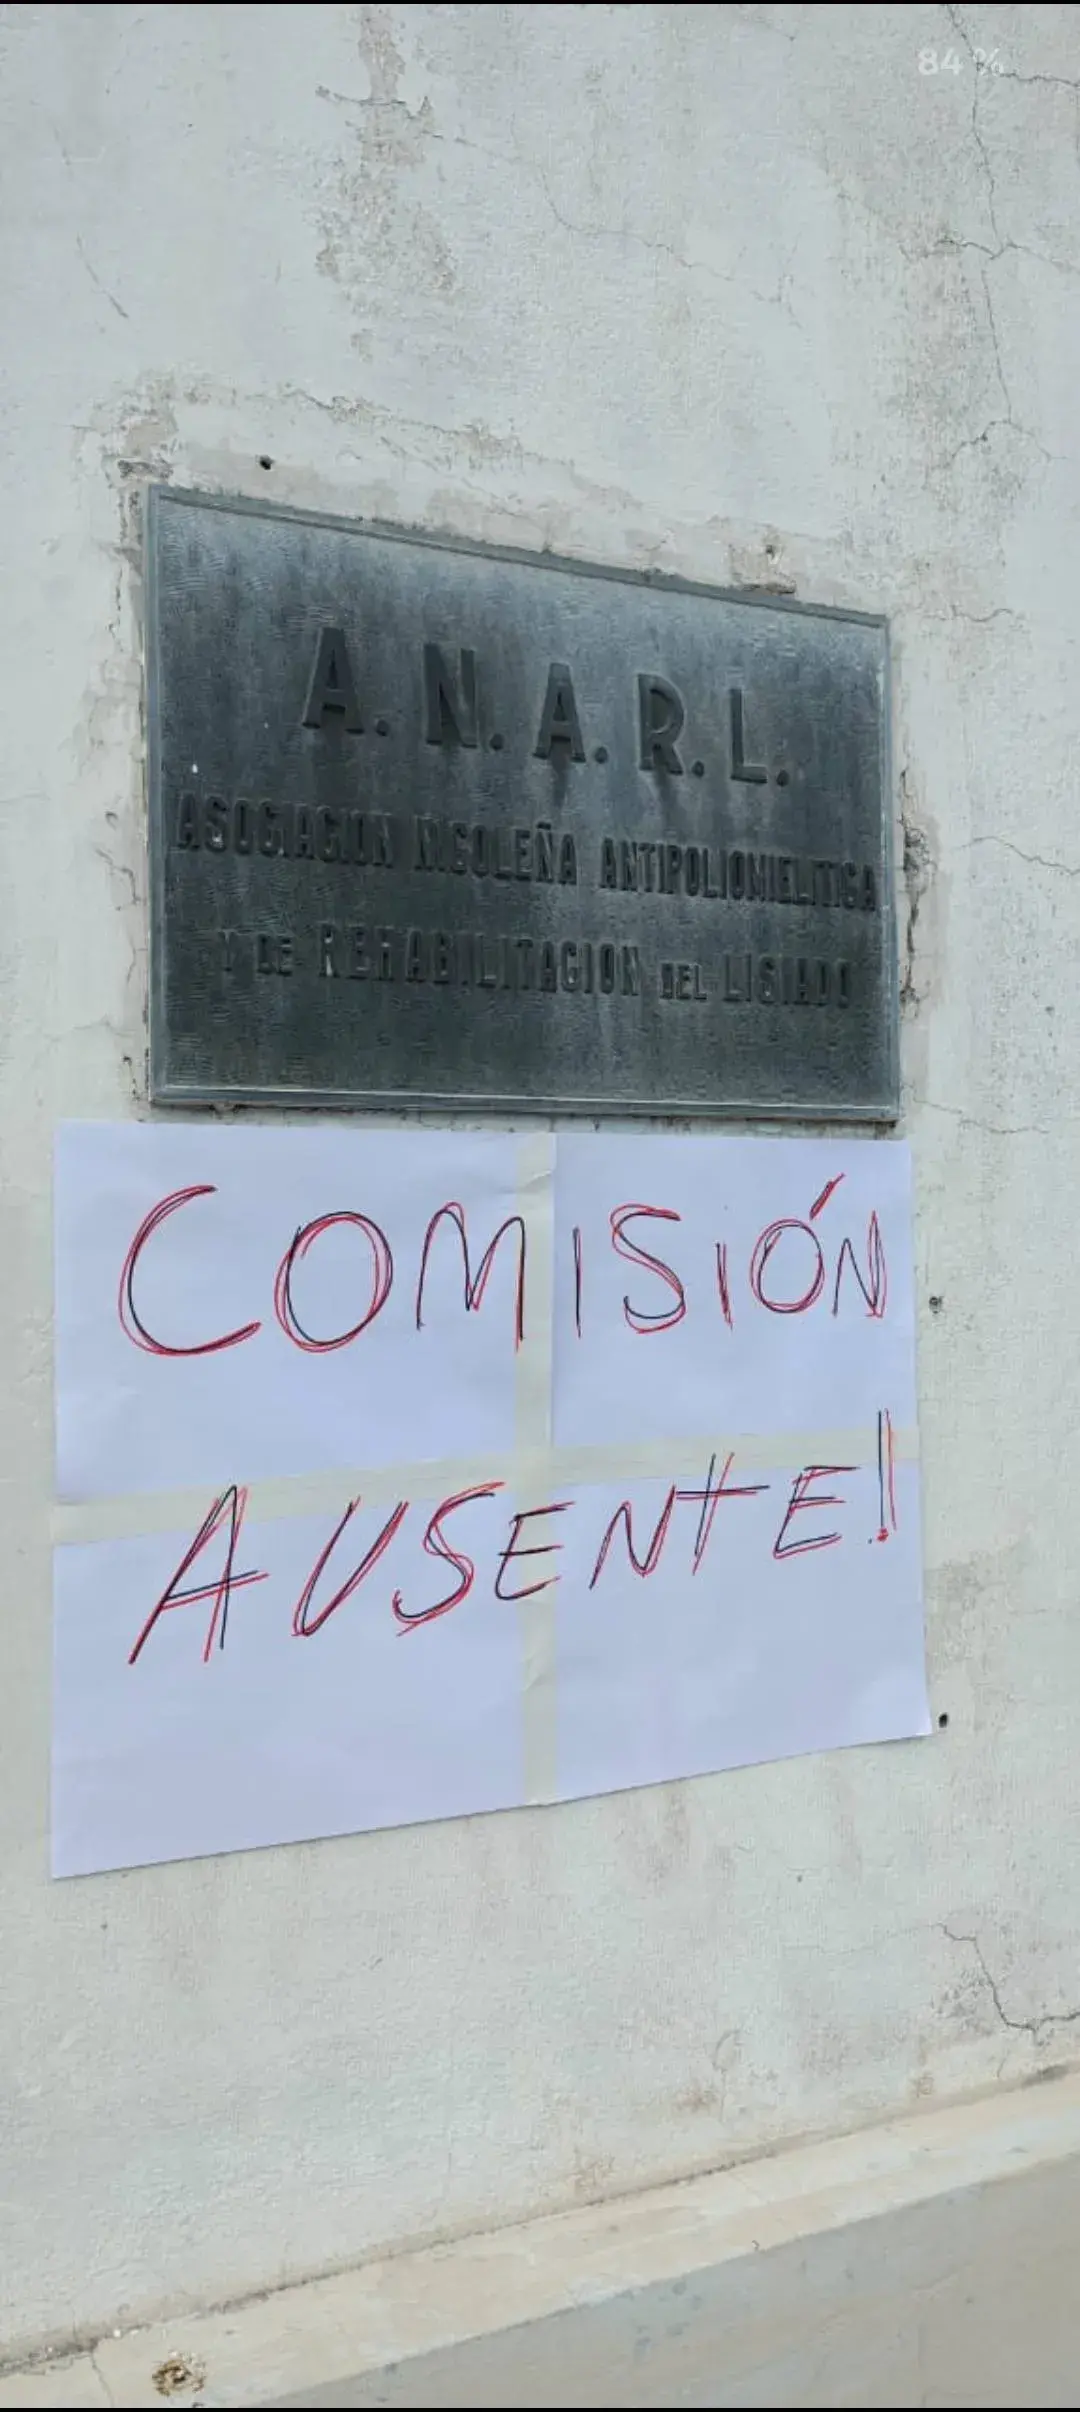 84 %
A. N. A. R. L.
ASOCIACION NICOLEÑA ANTIPOLIOMIELITICA
Y DE REHABILITACION DEL LISIADO
COMISIÓN
AUSENTE!